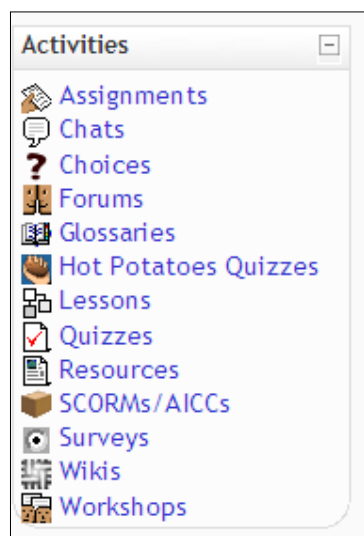 Activities
Assignments
Chats
Choices
Forums
Glossaries
Hot Potatoes Quizzes
Lessons
Quizzes
Resources
SCORMs/AICCs
Surveys
Wikis
Workshops